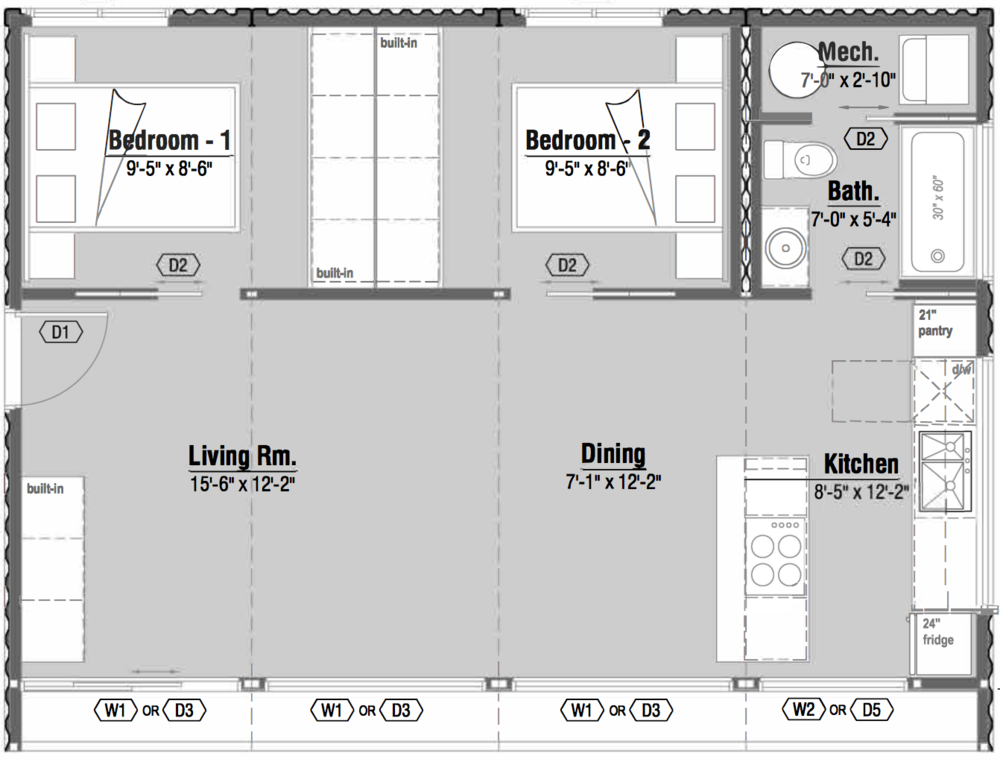 built-in
Mech.
7'-0" x 2'-10"
Bedroom - 1
9'-5" x 8'-6"
Bedroom - 2
9'-5" x 8'-6"
D2
Bath.
7'-0" x 5'-4"
30" x 60"
built-in
D2
D2
D2
D1
21"
pantry
d/w
Living Rm.
15'-6" x 12'-2"
Dining
7'-1" x 12'-2"
Kitchen
8'-5" x 12'-2"
built-in
24"
fridge
W1 OR D3
W1 OR D3
W1 OR D3
W2 OR D5